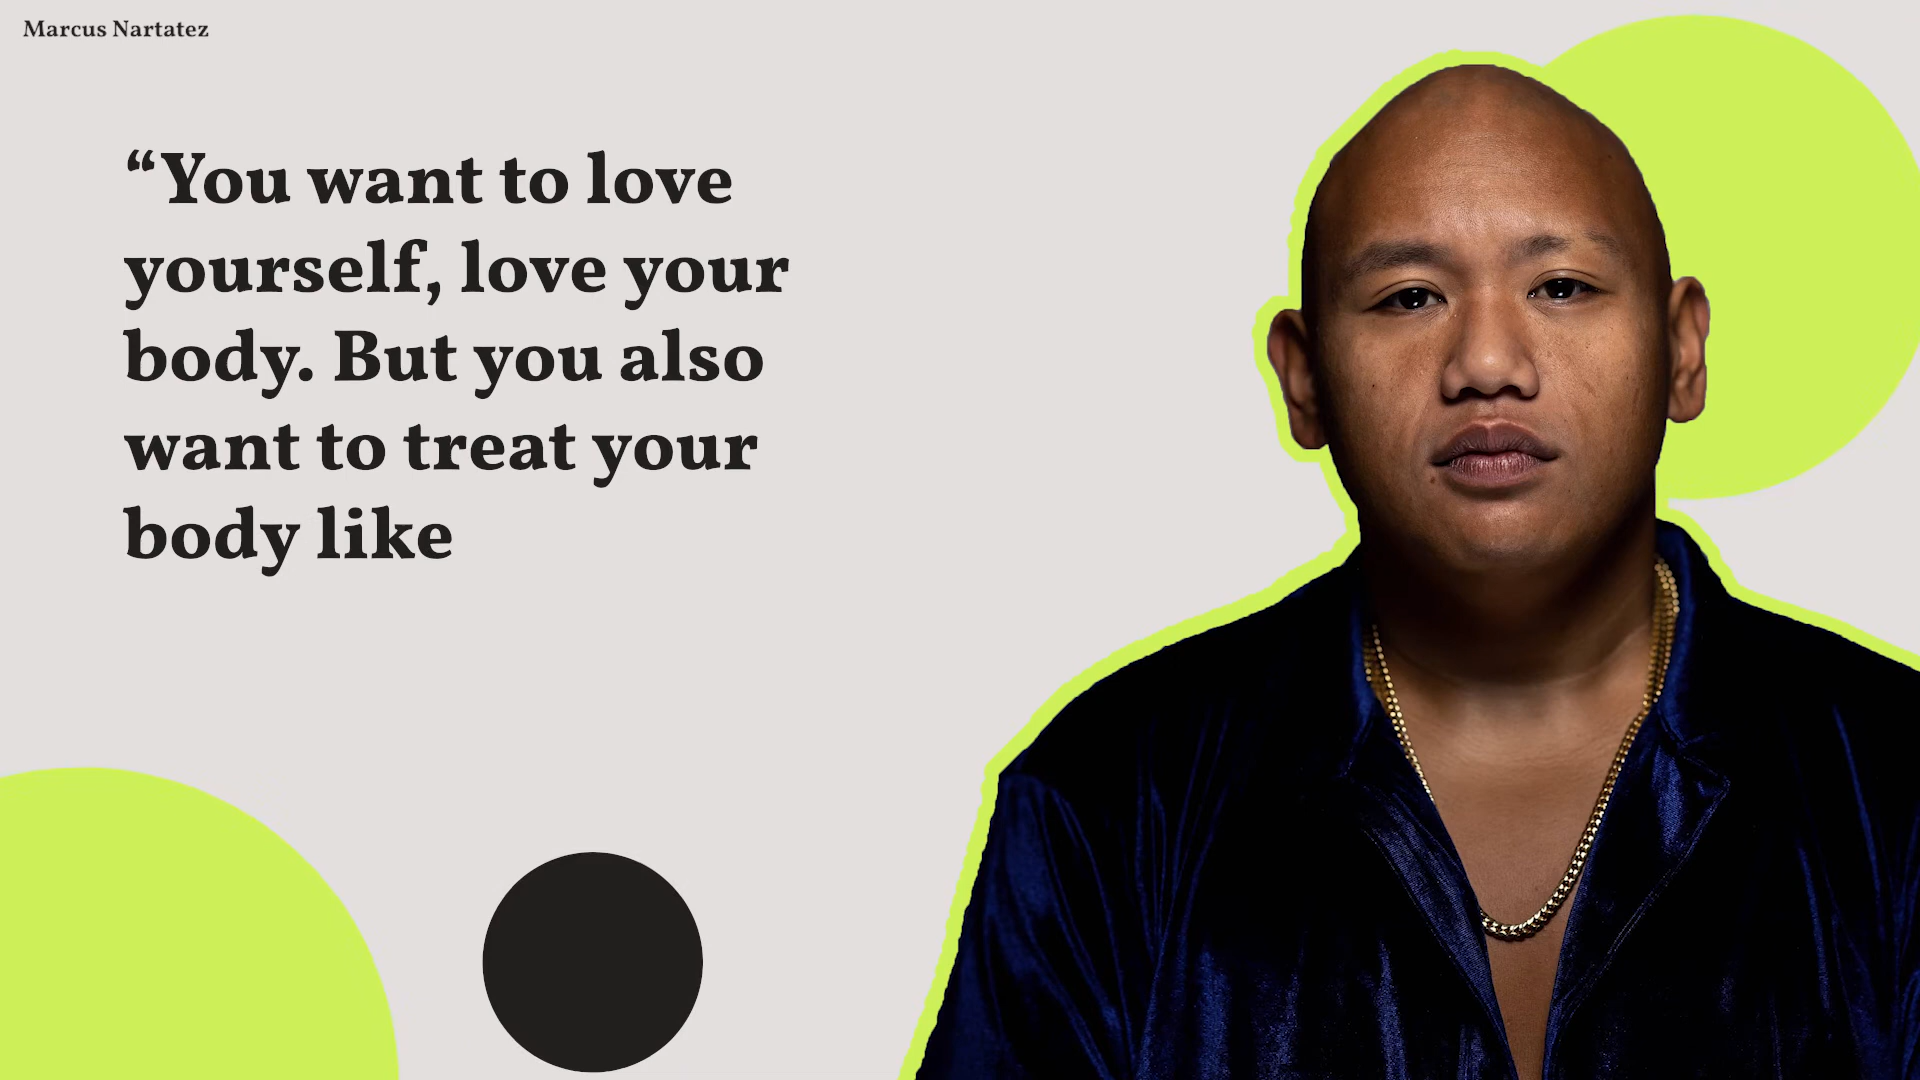 Marcus Nartatez
“You want to love
yourself, love your
body. But you also
want to treat your
body like